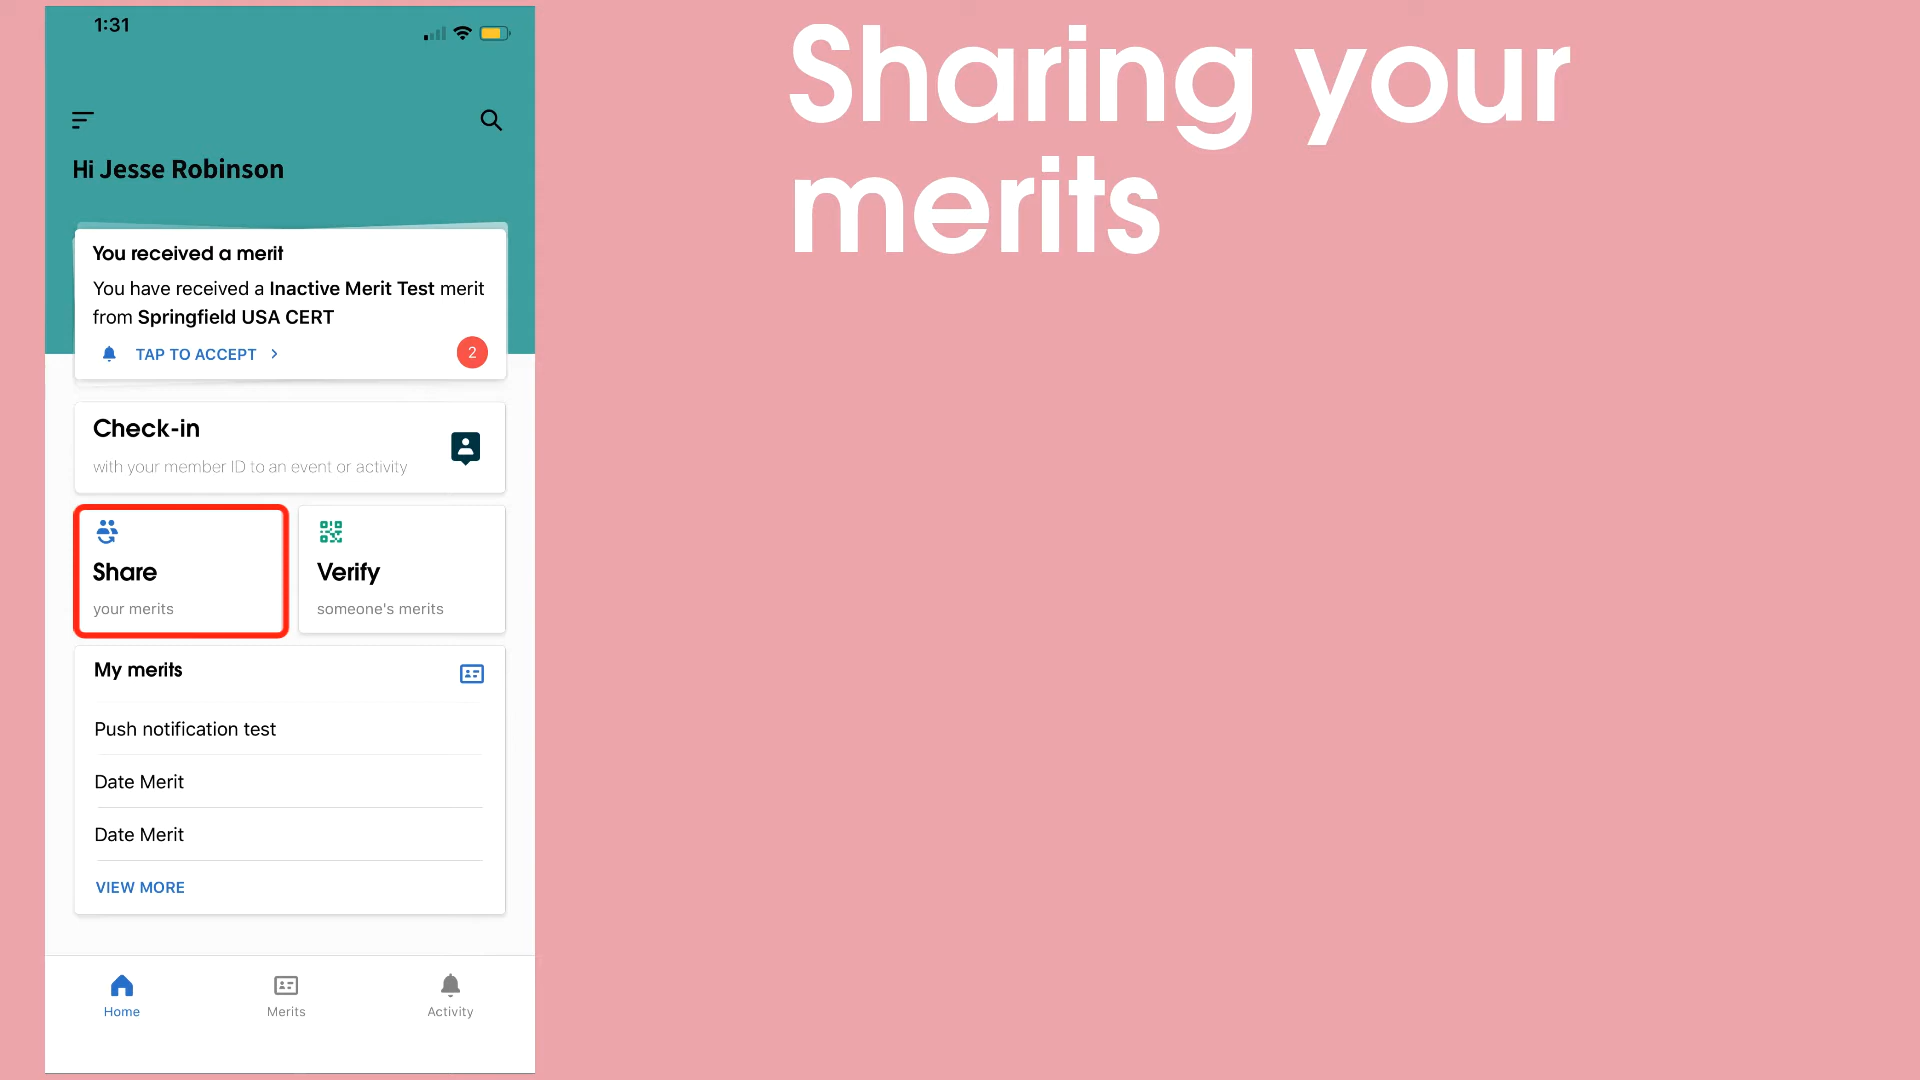 1:31
Hi Jesse Robinson
You received a merit
You have received a Inactive Merit Test merit
from Springfield USA CERT
TAP TO ACCEPT
2
Check-in
with your member ID to an event or activity
Share
your merits
Verify
someone's merits
My merits
Push notification test
Date Merit
Date Merit
VIEW MORE
Home
Merits
Activity
Sharing your
merits